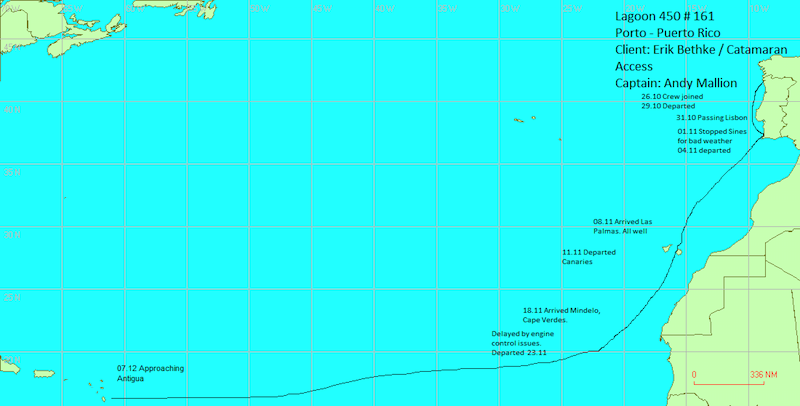 Lagoon 450 # 161
Porto - Puerto Rico
Client: Erik Bethke / Catamaran
Access
Captain: Andy Mallion
26.10 Crew joined
29.10 Departed
31.10 Passing Lisbon
01.11 Stopped Sines
for bad weather
04.11 departed
08.11 Arrived Las
Palmas. All well
11.11 Departed
Canaries
18.11 Arrived Mindelo,
Cape Verdes.
Delayed by engine
control issues.
Departed 23.11
07.12 Approaching
Antigua
0 336 NM